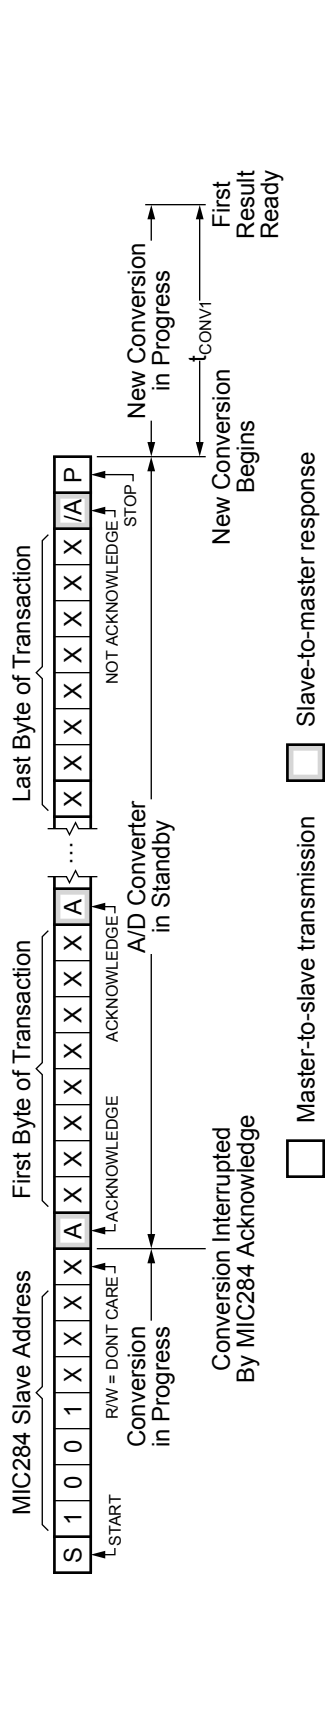 MIC284 Slave Address
First Byte of Transaction
Last Byte of Transaction
S 1 0 0 1 X X X X A X X X X X X X X A ... X X X X X X X X /A P
START
R/W = DONT CARE
ACKNOWLEDGE
ACKNOWLEDGE
NOT ACKNOWLEDGE
STOP
Conversion
in Progress
A/D Converter
in Standby
New Conversion
in Progress
tCONV1
Conversion Interrupted
By MIC284 Acknowledge
New Conversion
Begins
First
Result
Ready
Master-to-slave transmission
Slave-to-master response